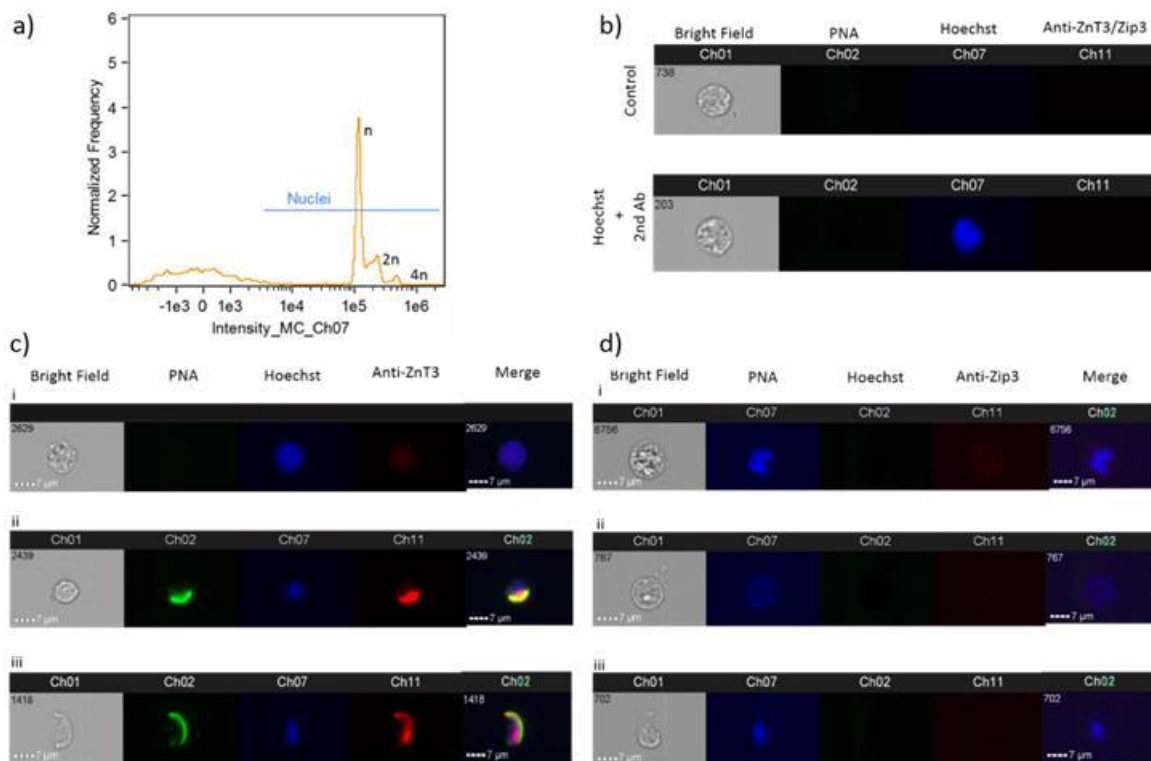 a)
Normalized Frequency
6
5
4
3
2
1
0
n
Nuclei
2n
4n
-1e3 0 1e3 1e4 1e5 1e6
Intensity_MC_Ch07
b)
Bright Field PNA Hoechst Anti-ZnT3/Zip3
Control
Ch01 Ch02 Ch07 Ch11
738
Hoechst
+
2nd Ab
Ch01 Ch02 Ch07 Ch11
203
c)
Bright Field PNA Hoechst Anti-ZnT3 Merge
i
2629 2629
7 µm 7 µm
ii
Ch01 Ch02 Ch07 Ch11 Ch02
2439 2439
7 µm 7 µm
iii
Ch01 Ch02 Ch07 Ch11 Ch02
1418 1418
7 µm 7 µm
d)
Bright Field PNA Hoechst Anti-Zip3 Merge
i
Ch01 Ch07 Ch02 Ch11 Ch02
6756 6756
7 µm 7 µm
ii
Ch01 Ch07 Ch02 Ch11 Ch02
767 767
7 µm 7 µm
iii
Ch01 Ch07 Ch02 Ch11 Ch02
702 702
7 µm 7 µm